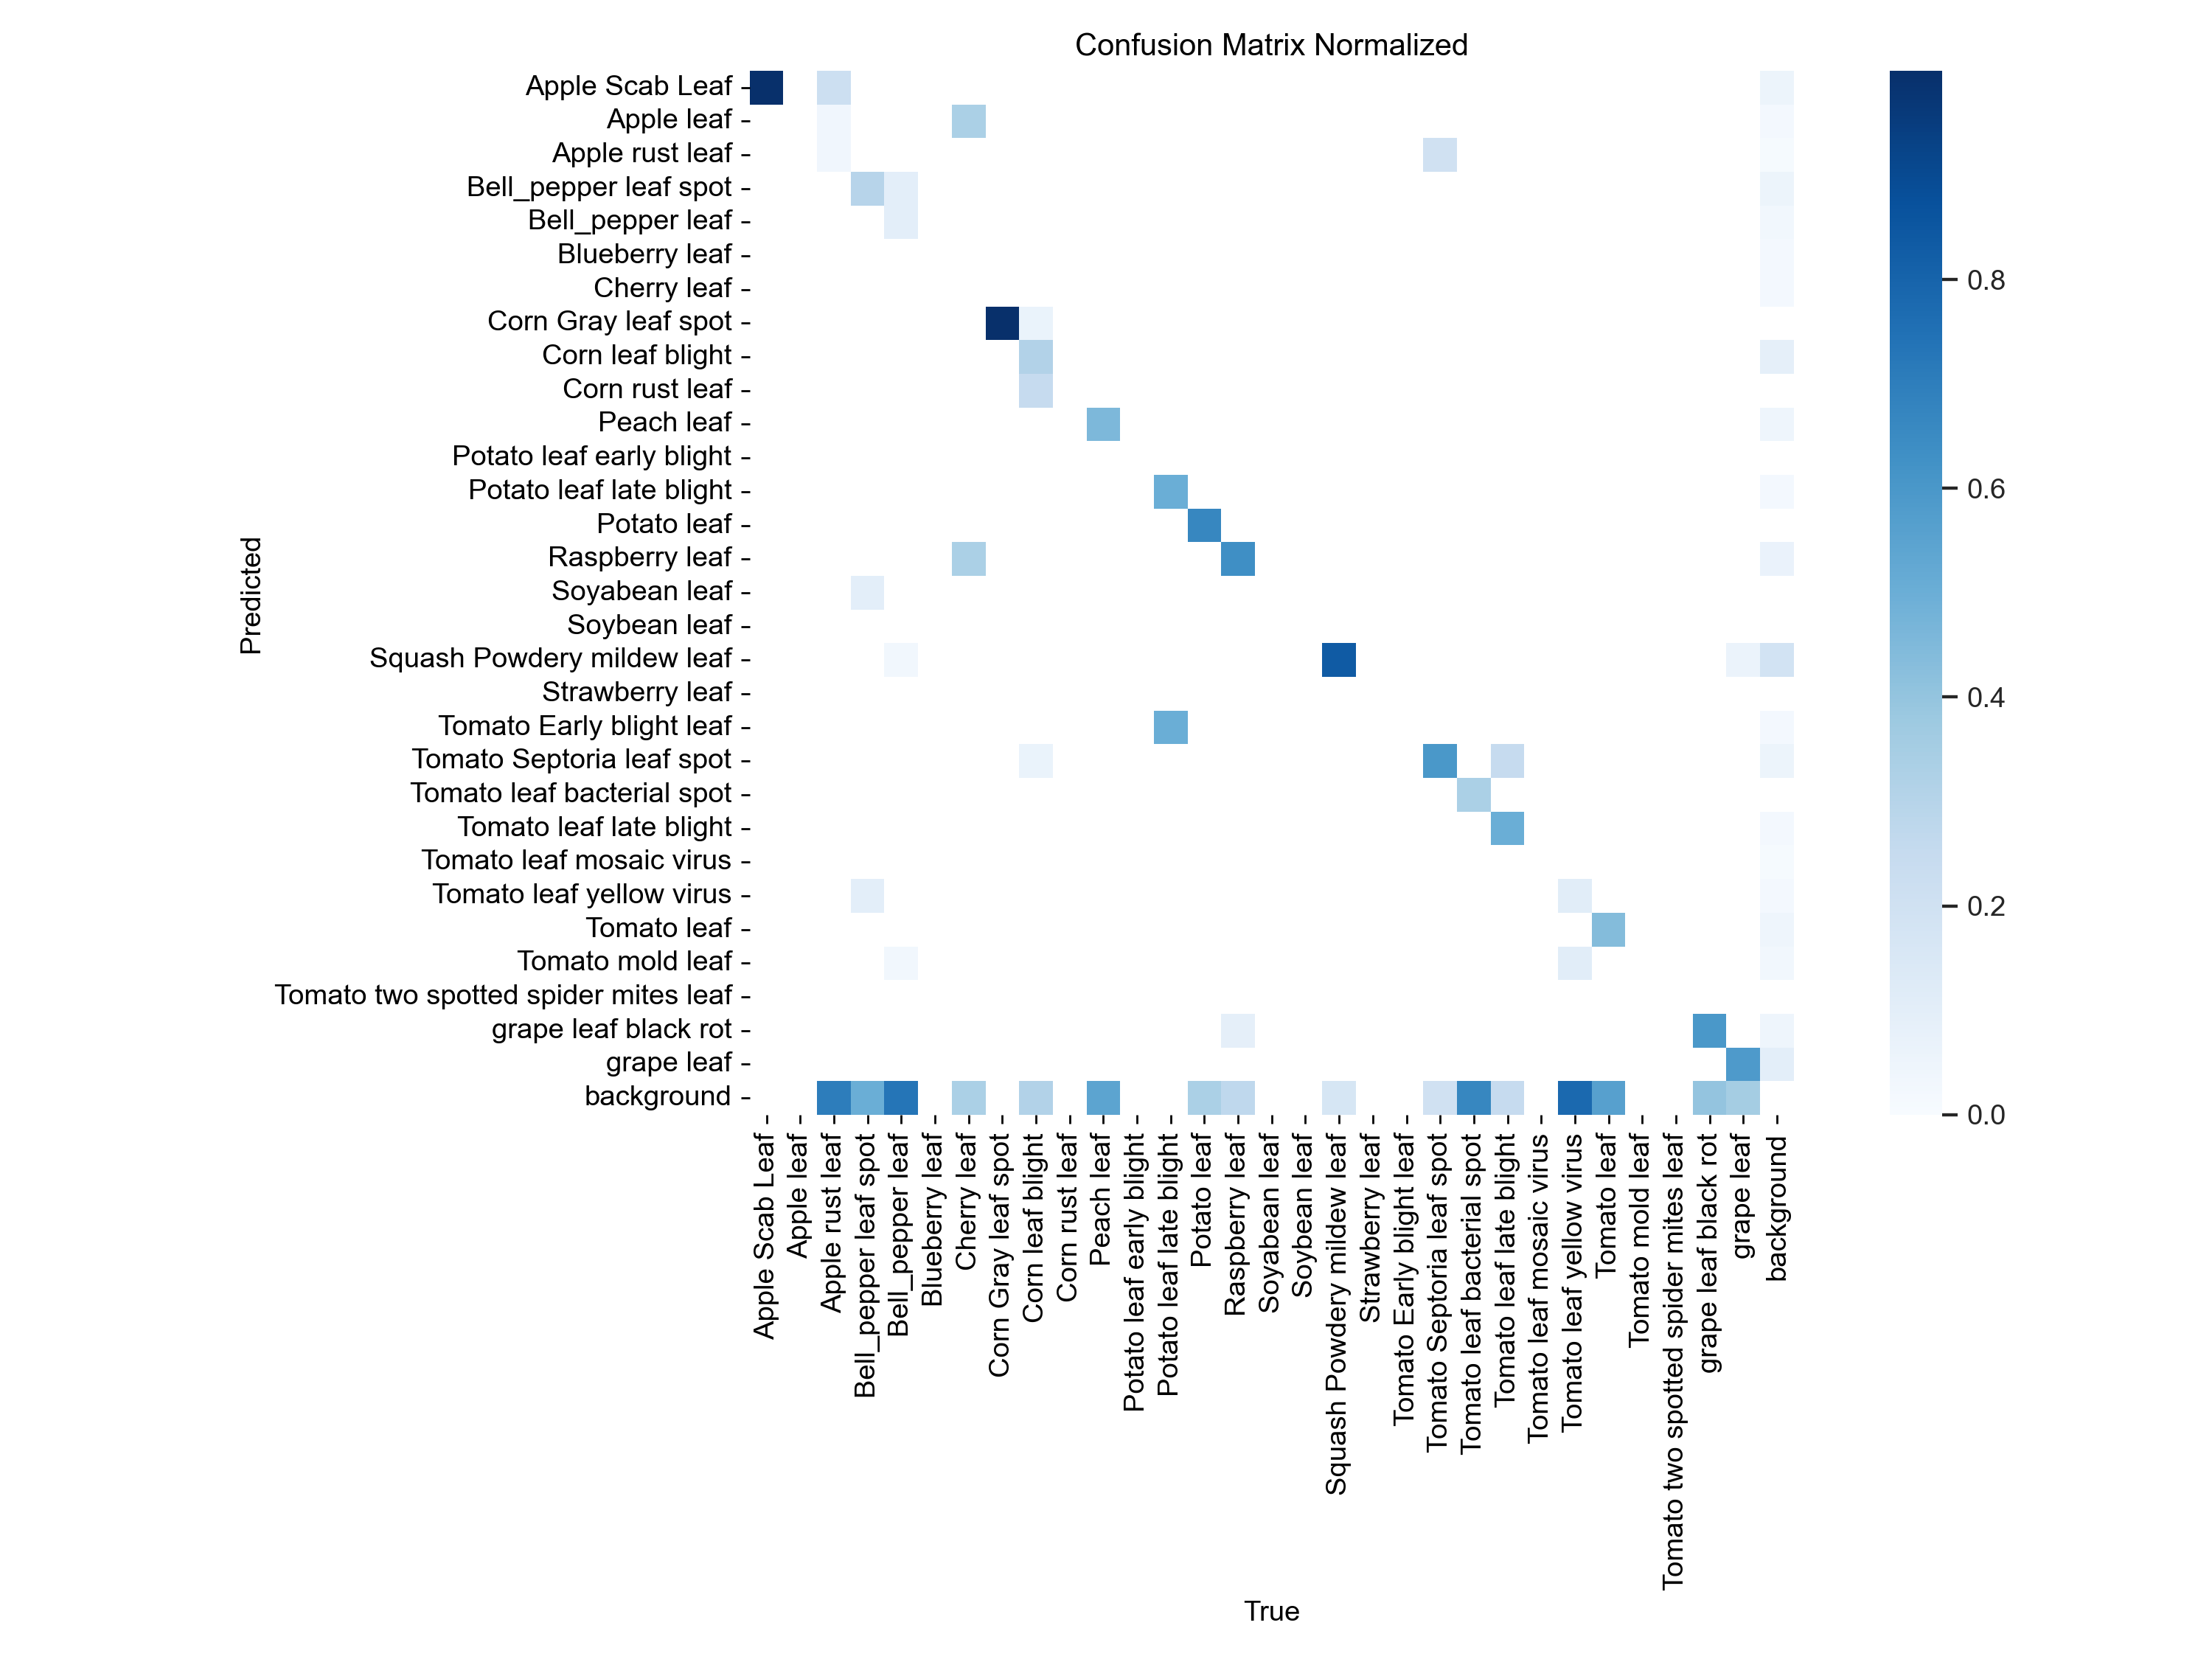 Confusion Matrix Normalized
Apple Scab Leaf
Apple leaf
Apple rust leaf
Bell_pepper leaf spot
Bell_pepper leaf
Blueberry leaf
Cherry leaf
Corn Gray leaf spot
Corn leaf blight
Corn rust leaf
Peach leaf
Potato leaf early blight
Potato leaf late blight
Potato leaf
Raspberry leaf
Soyabean leaf
Soybean leaf
Squash Powdery mildew leaf
Strawberry leaf
Tomato Early blight leaf
Tomato Septoria leaf spot
Tomato leaf bacterial spot
Tomato leaf late blight
Tomato leaf mosaic virus
Tomato leaf yellow virus
Tomato leaf
Tomato mold leaf
Tomato two spotted spider mites leaf
grape leaf black rot
grape leaf
background
Predicted
Apple Scab Leaf
Apple leaf
Apple rust leaf
Bell_pepper leaf spot
Bell_pepper leaf
Blueberry leaf
Cherry leaf
Corn Gray leaf spot
Corn leaf blight
Corn rust leaf
Peach leaf
Potato leaf early blight
Potato leaf late blight
Potato leaf
Raspberry leaf
Soyabean leaf
Soybean leaf
Squash Powdery mildew leaf
Strawberry leaf
Tomato Early blight leaf
Tomato Septoria leaf spot
Tomato leaf bacterial spot
Tomato leaf late blight
Tomato leaf mosaic virus
Tomato leaf yellow virus
Tomato leaf
Tomato mold leaf
Tomato two spotted spider mites leaf
grape leaf black rot
grape leaf
background
True
0.8
0.6
0.4
0.2
0.0